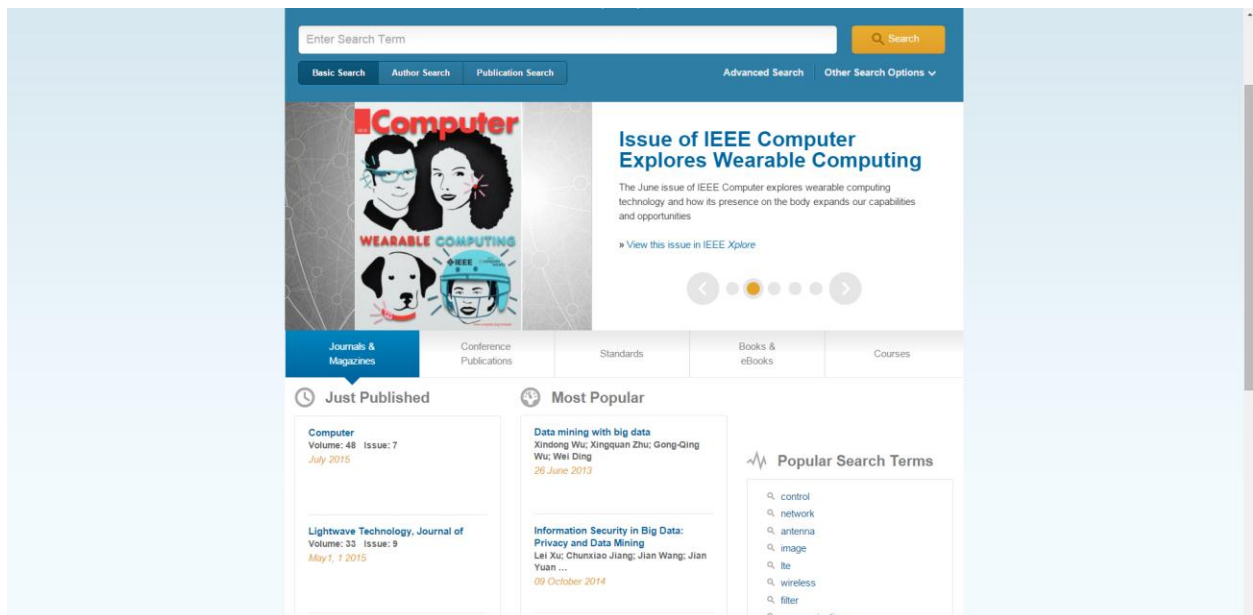 Enter Search Term
Search
Basic Search
Author Search
Publication Search
Advanced Search
Other Search Options
Computer
WEARABLE COMPUTING
IEEE
Issue of IEEE Computer
Explores Wearable Computing
The June issue of IEEE Computer explores wearable computing
technology and how its presence on the body expands our capabilities
and opportunities
» View this issue in IEEE Xplore
Journals &
Magazines
Conference
Publications
Standards
Books &
eBooks
Courses
Just Published
Computer
Volume: 48 Issue: 7
July 2015
Lightwave Technology, Journal of
Volume: 33 Issue: 9
May1, 1 2015
Most Popular
Data mining with big data
Xindong Wu; Xingquan Zhu; Gong-Qing
Wu; Wei Ding
26 June 2013
Information Security in Big Data:
Privacy and Data Mining
Lei Xu; Chunxiao Jiang; Jian Wang; Jian
Yuan ...
09 October 2014
Popular Search Terms
control
network
antenna
image
lte
wireless
filter